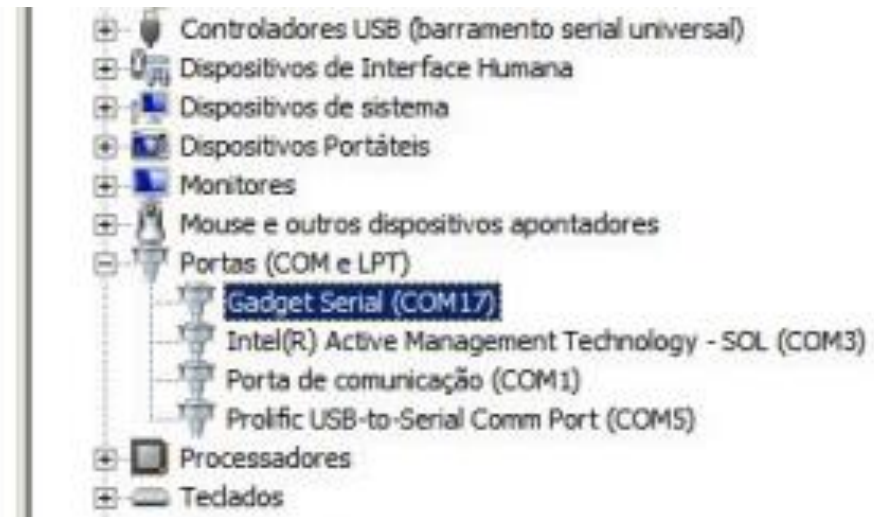 Controladores USB (barramento serial universal)
Dispositivos de Interface Humana
Dispositivos de sistema
Dispositivos Portáteis
Monitores
Mouse e outros dispositivos apontadores
Portas (COM e LPT)
Gadget Serial (COM17)
Intel(R) Active Management Technology - SOL (COM3)
Porta de comunicação (COM1)
Prolific USB-to-Serial Comm Port (COM5)
Processadores
Teclados